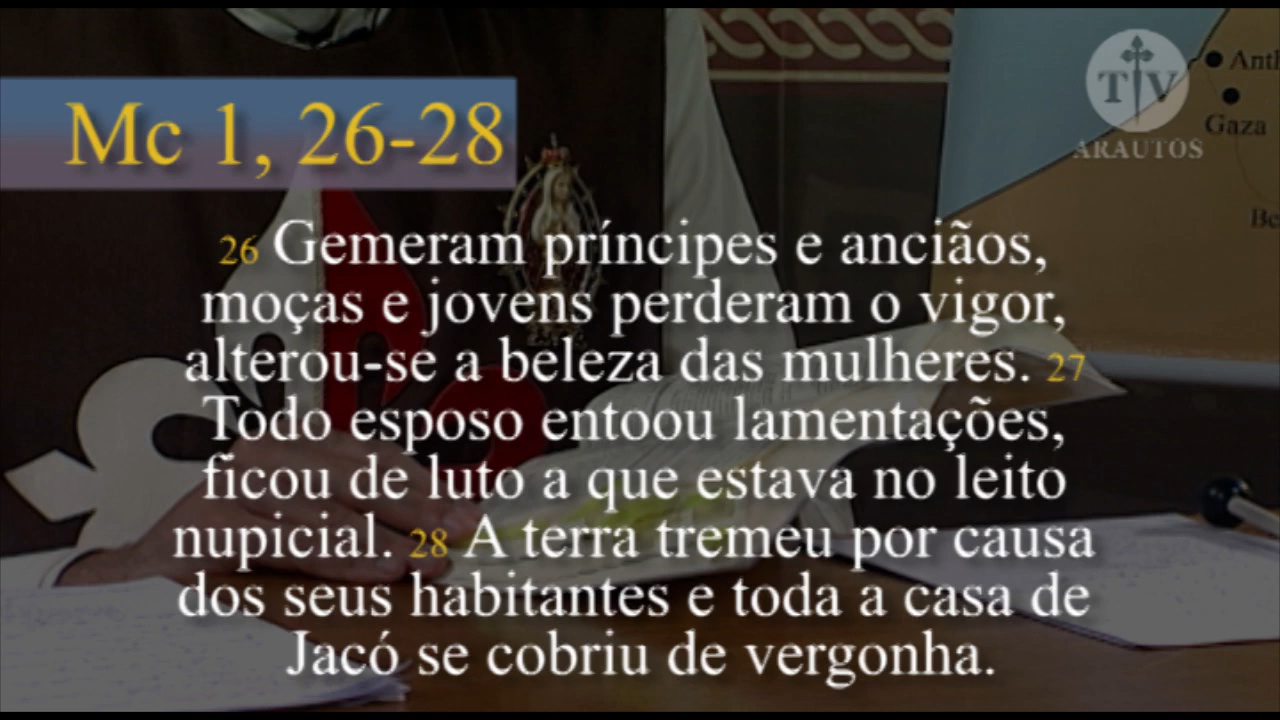 Mc 1, 26-28
TV
ARAUTOS
Gaza
26 Gemeram príncipes e anciãos,
moças e jovens perderam o vigor,
alterou-se a beleza das mulheres. 27
Todo esposo entoou lamentações,
ficou de luto a que estava no leito
nupicial. 28 A terra tremeu por causa
dos seus habitantes e toda a casa de
Jacó se cobriu de vergonha.